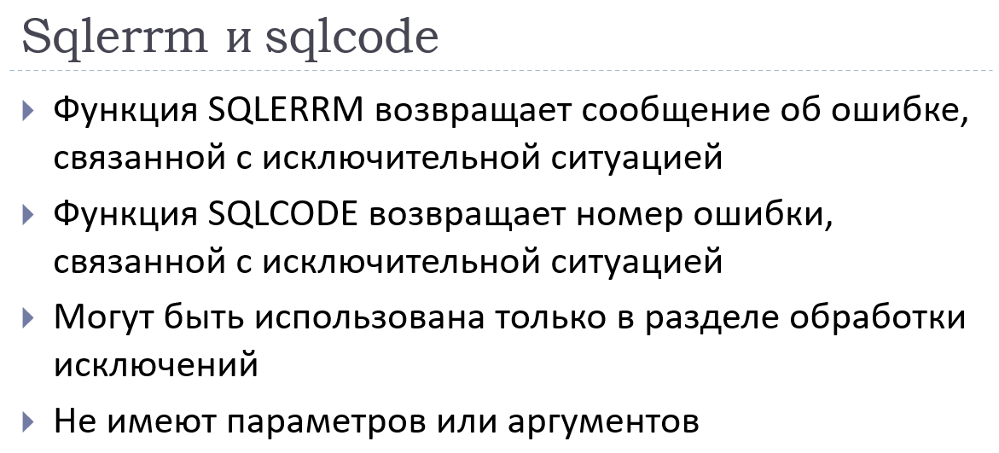 Sqlerrm и sqlcode
Функция SQLERRM возвращает сообщение об ошибке,
связанной с исключительной ситуацией
Функция SQLCODE возвращает номер ошибки,
связанной с исключительной ситуацией
Могут быть использована только в разделе обработки
исключений
Не имеют параметров или аргументов